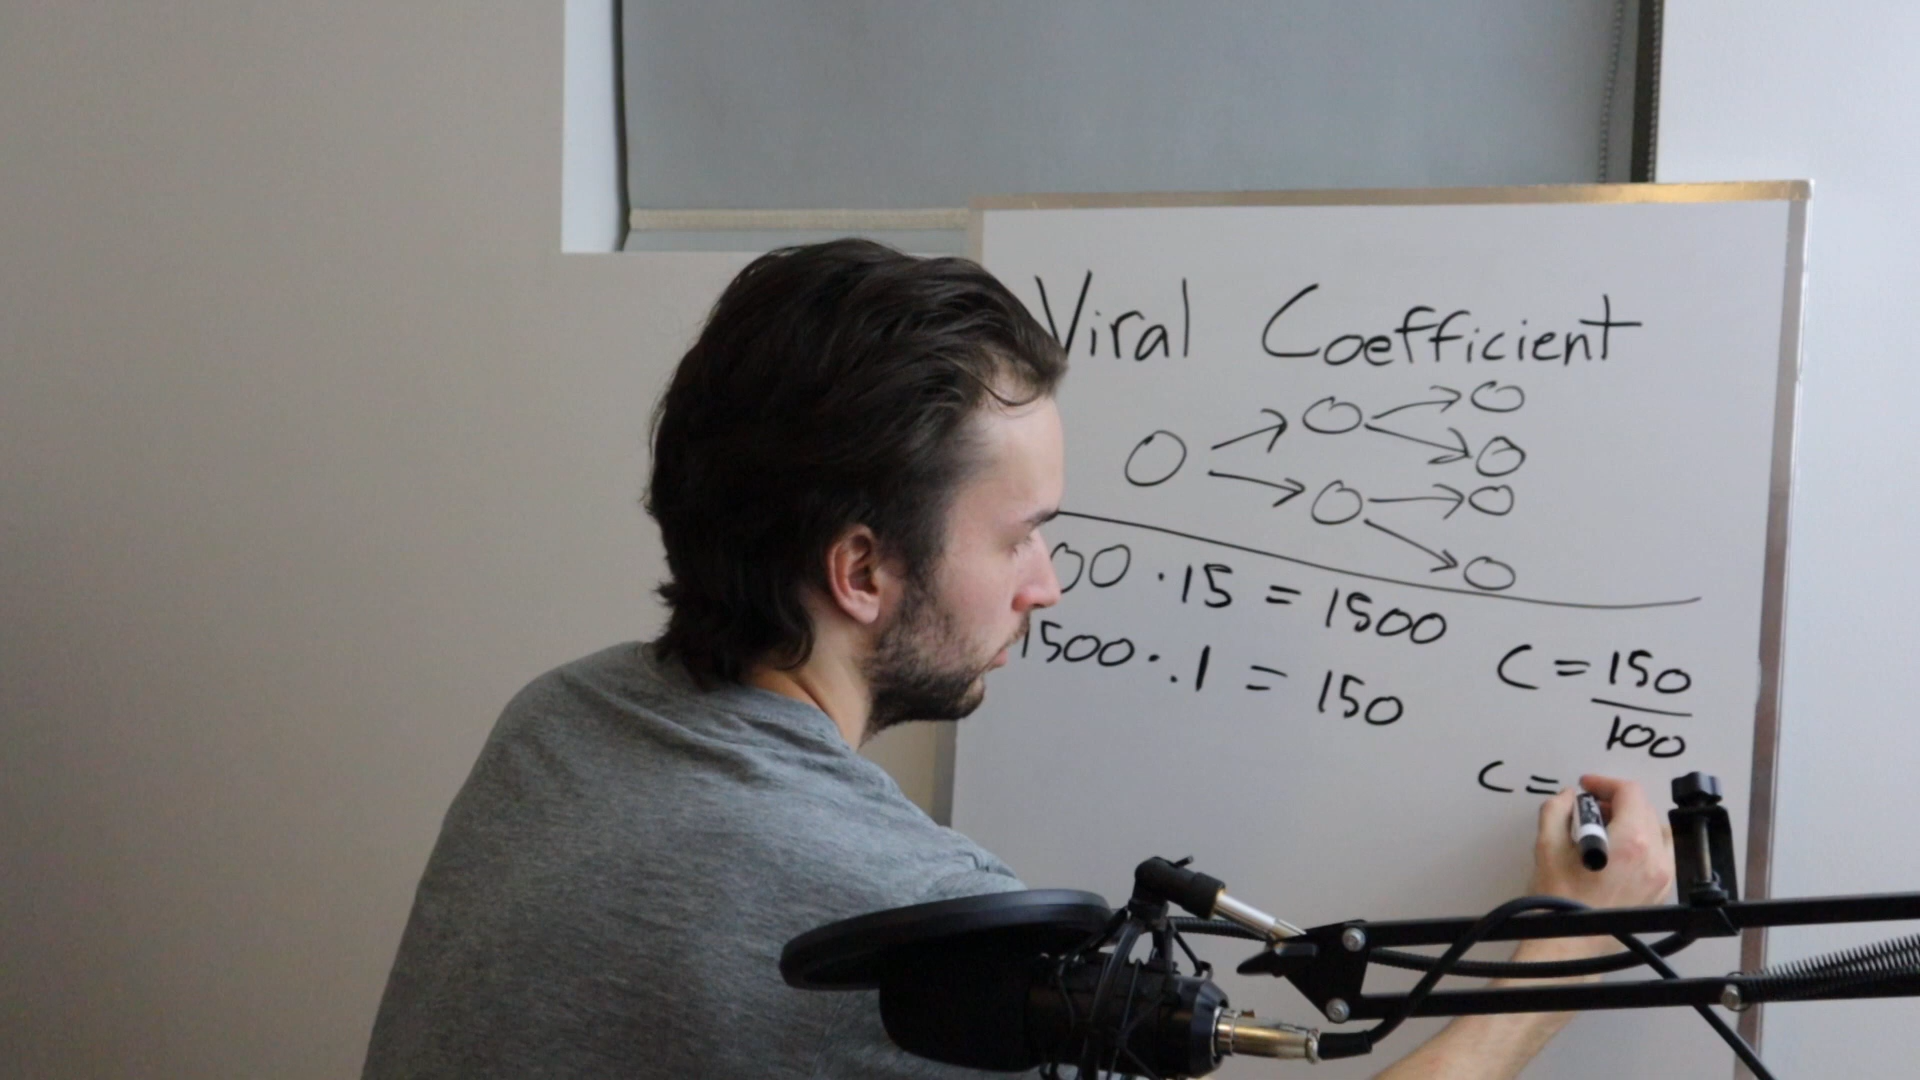 Viral Coefficient
00 · 15 = 1500
1500 · .1 = 150
C = 150
100
C =